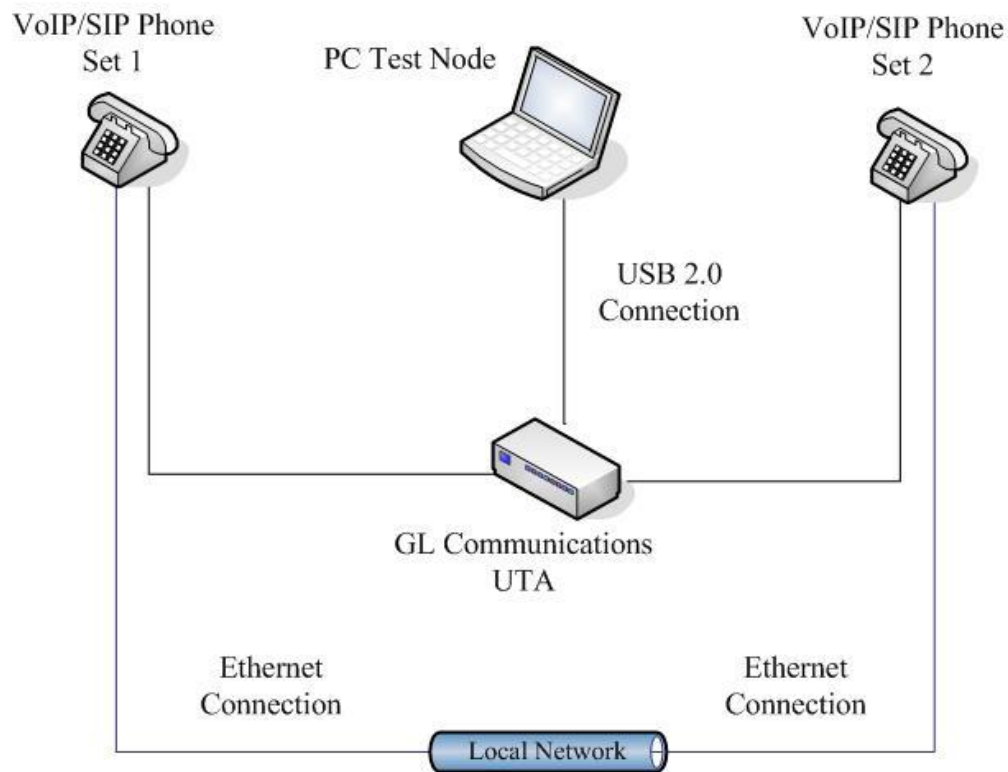 VoIP/SIP Phone
Set 1
PC Test Node
VoIP/SIP Phone
Set 2
USB 2.0
Connection
GL Communications
UTA
Ethernet
Connection
Ethernet
Connection
Local Network